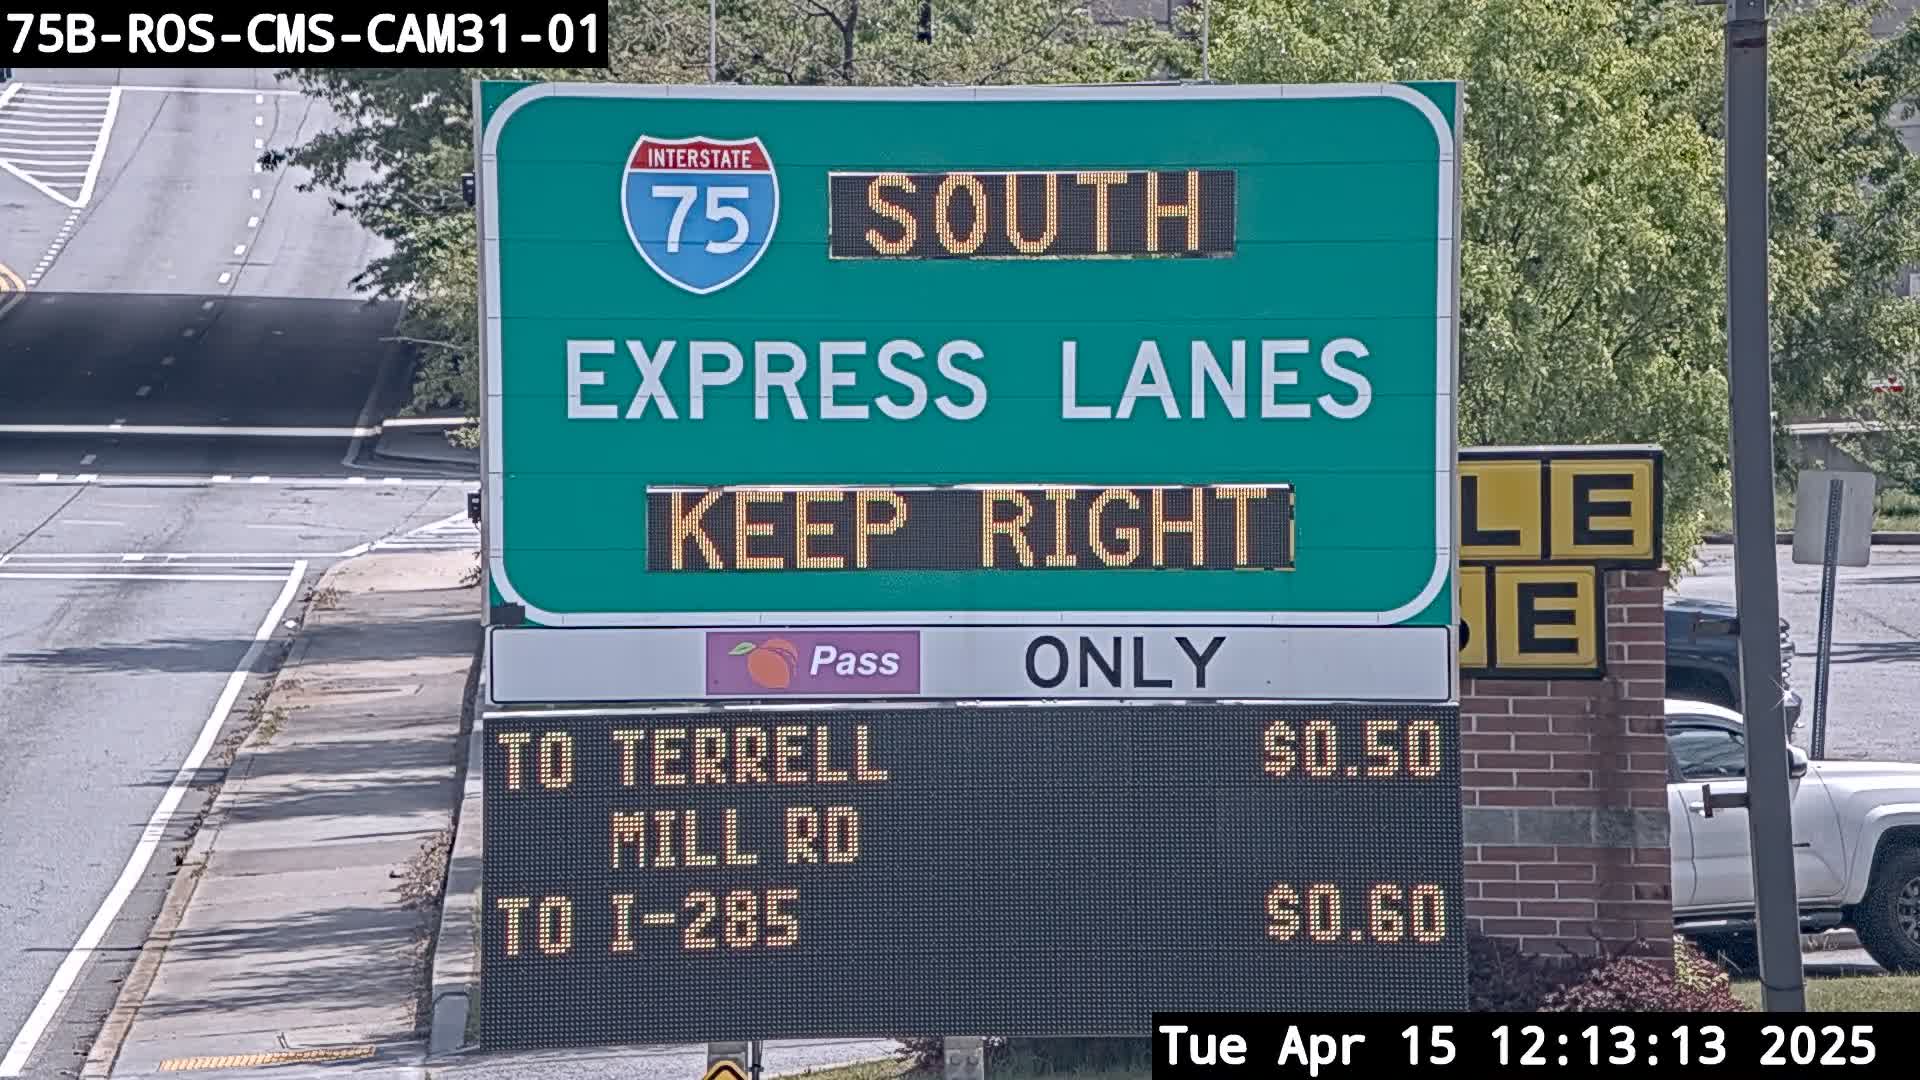 75B-ROS-CMS-CAM31-01
INTERSTATE
75
SOUTH
EXPRESS LANES
KEEP RIGHT
Pass ONLY
TO TERRELL $0.50
MILL RD
TO I-285 $0.60
LE
E
Tue Apr 15 12:13:13 2025